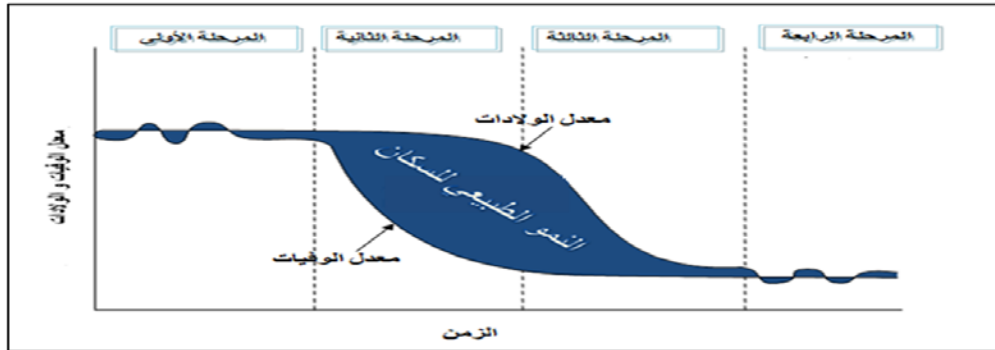 المرحلة الأولى
المرحلة الثانية
المرحلة الثالثة
المرحلة الرابعة
معدل الوفيات و الولادات
معدل الولادات
النمو الطبيعي للسكان
معدل الوفيات
الزمن